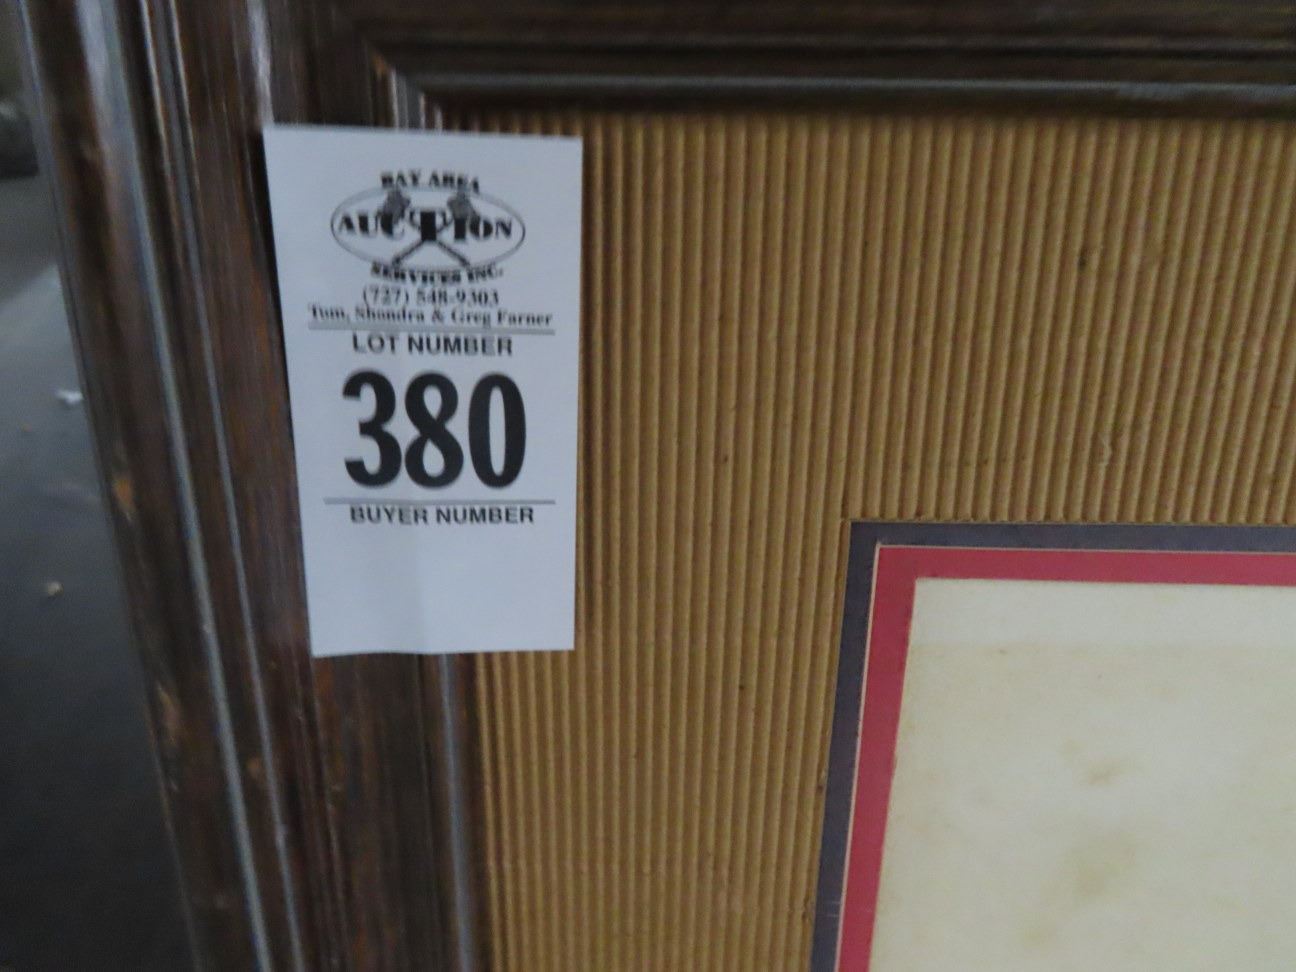 BAY AREA
AUCTION
SERVICES INC.
(727) 548-9303
Tom, Shondra & Greg Farner
LOT NUMBER
380
BUYER NUMBER